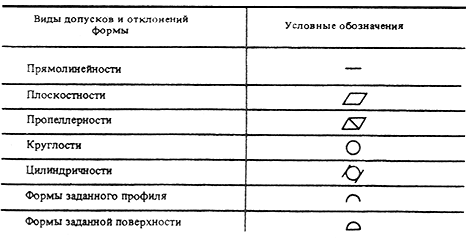 Виды допусков и отклонений
формы
Условные обозначения
Прямолинейности
Плоскостности
Пропеллерности
Круглости
Цилиндричности
Формы заданного профиля
Формы заданной поверхности